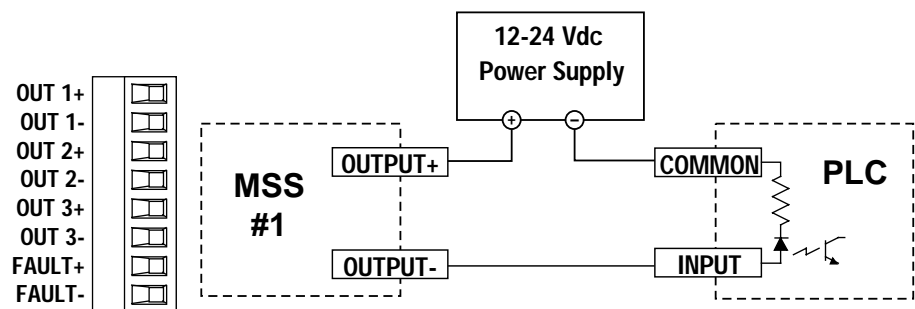 OUT 1+
OUT 1-
OUT 2+
OUT 2-
OUT 3+
OUT 3-
FAULT+
FAULT-
MSS
#1
OUTPUT+
OUTPUT-
12-24 Vdc
Power Supply
+
−
COMMON
INPUT
PLC